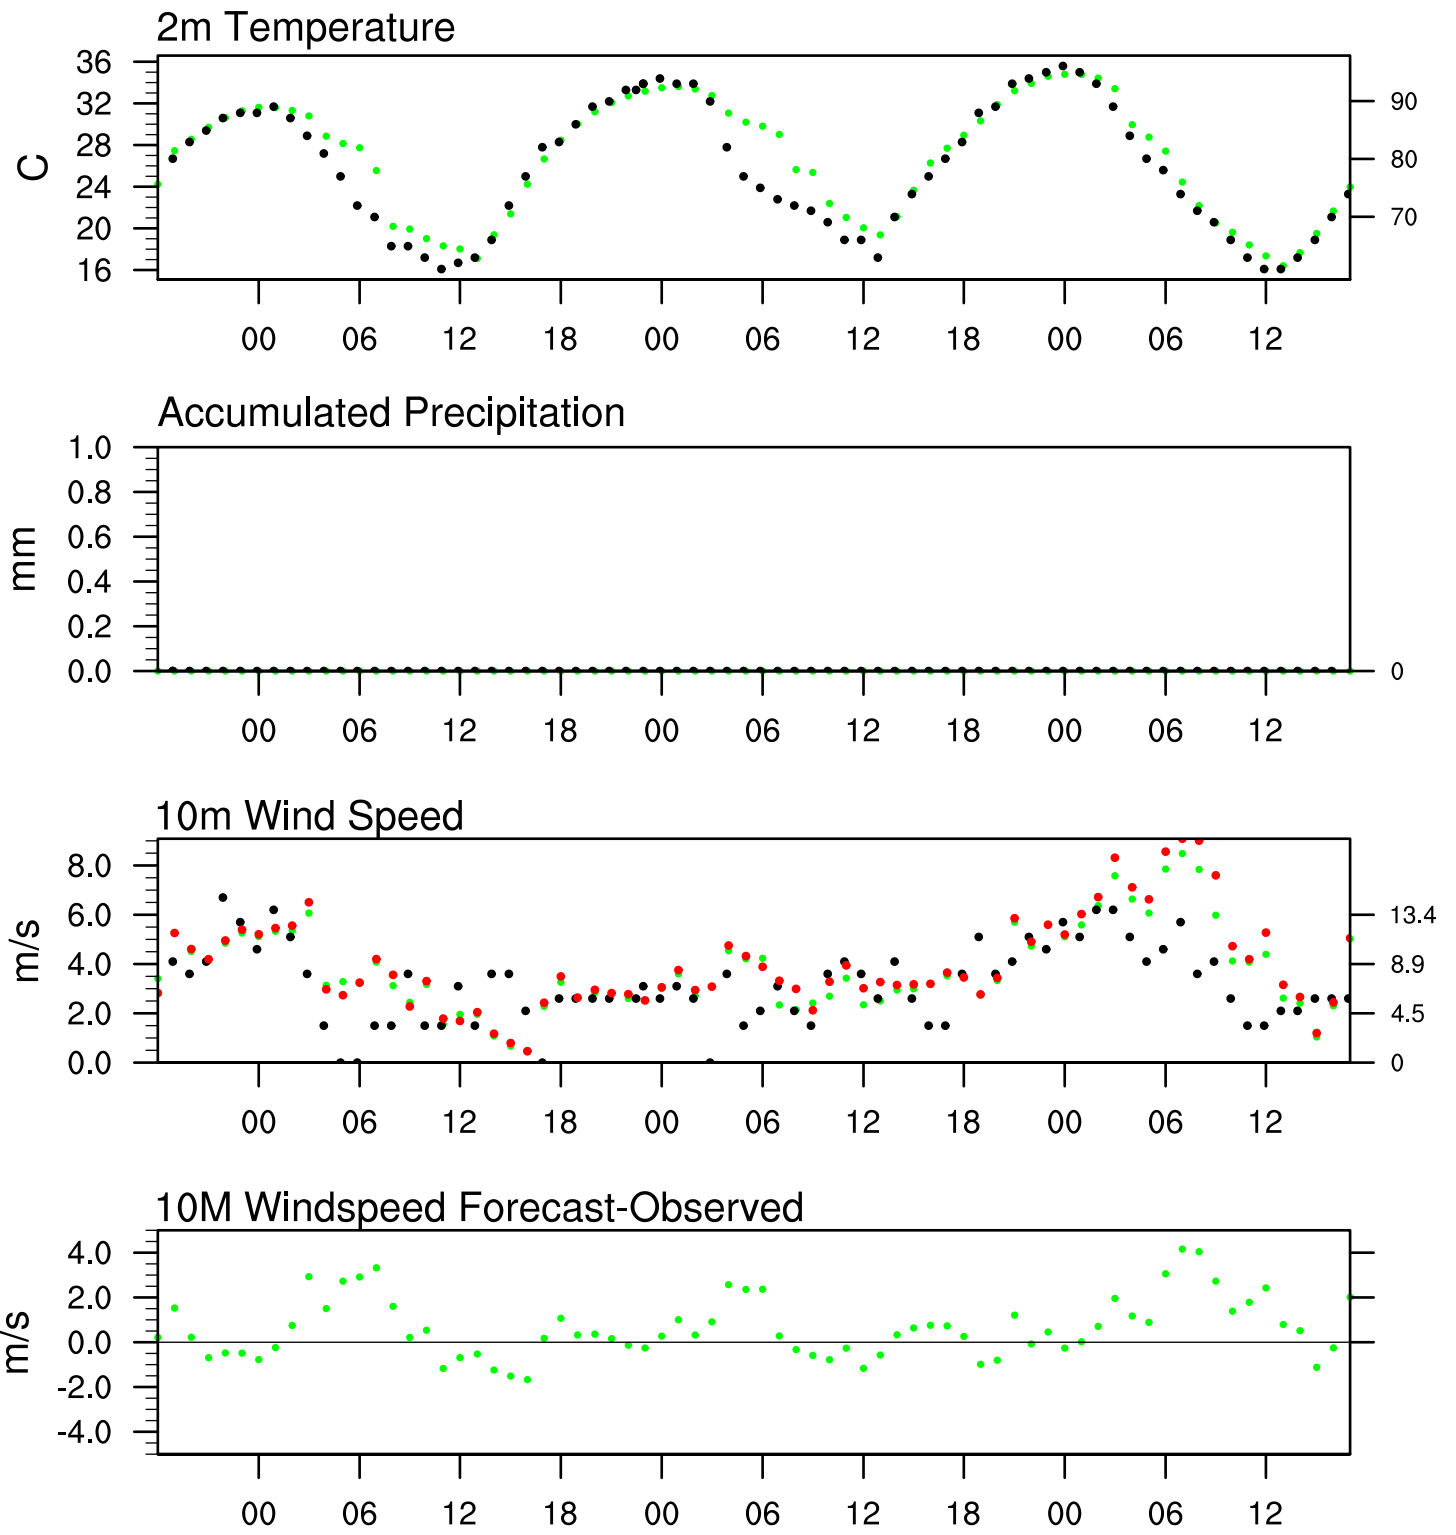 2m Temperature
C
36
32
28
24
20
16
90
80
70
00 06 12 18 00 06 12 18 00 06 12
Accumulated Precipitation
mm
1.0
0.8
0.6
0.4
0.2
0.0
0
00 06 12 18 00 06 12 18 00 06 12
10m Wind Speed
m/s
8.0
6.0
4.0
2.0
0.0
13.4
8.9
4.5
0
00 06 12 18 00 06 12 18 00 06 12
10M Windspeed Forecast-Observed
m/s
4.0
2.0
0.0
-2.0
-4.0
00 06 12 18 00 06 12 18 00 06 12